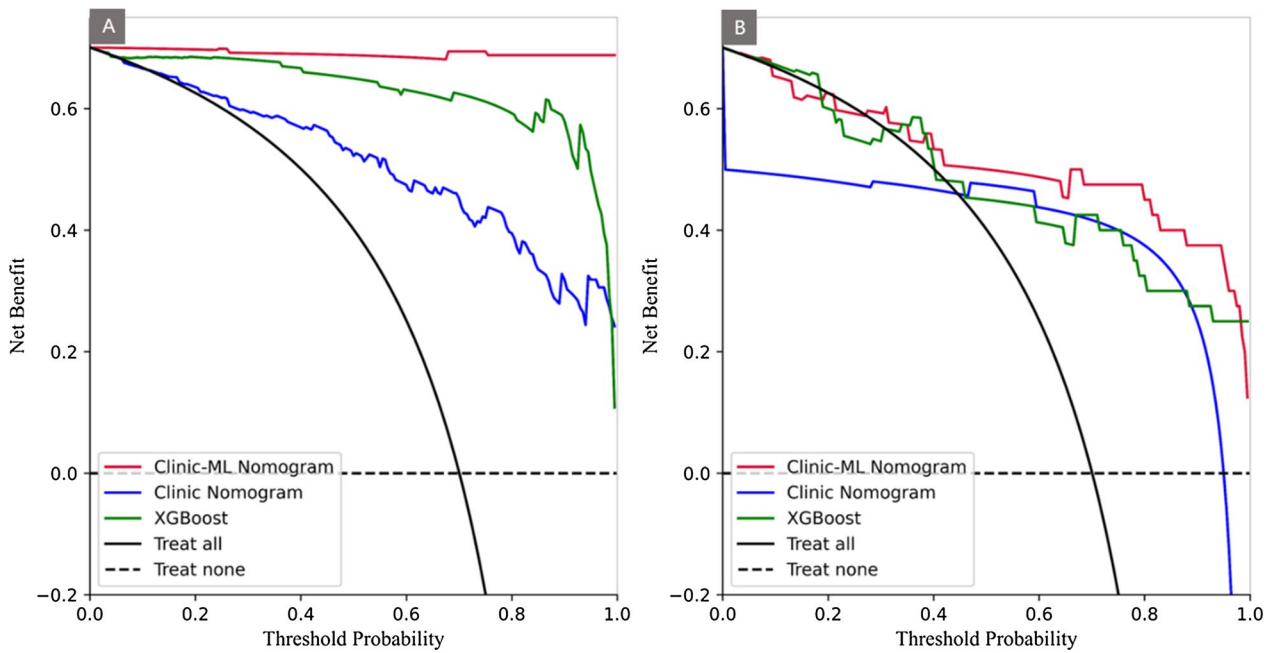 A
Net Benefit
0.6
0.4
0.2
0.0
−0.2
Clinic-ML Nomogram
Clinic Nomogram
XGBoost
Treat all
Treat none
0.0 0.2 0.4 0.6 0.8 1.0
Threshold Probability
B
Net Benefit
0.6
0.4
0.2
0.0
−0.2
Clinic-ML Nomogram
Clinic Nomogram
XGBoost
Treat all
Treat none
0.0 0.2 0.4 0.6 0.8 1.0
Threshold Probability